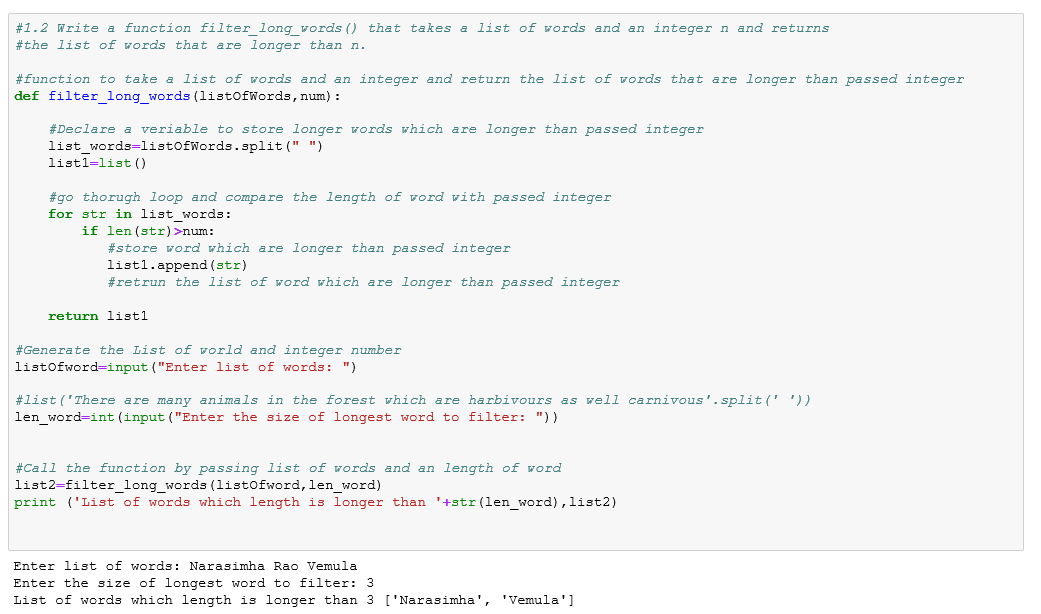 #1.2 Write a function filter_long_words() that takes a list of words and an integer n and returns
#the list of words that are longer than n.
#function to take a list of words and an integer and return the list of words that are longer than passed integer
def filter_long_words(listOfWords,num):
#Declare a veriable to store longer words which are longer than passed integer
list_words=listOfWords.split(" ")
list1=list()
#go thorugh loop and compare the length of word with passed integer
for str in list_words:
if len(str)>num:
#store word which are longer than passed integer
list1.append(str)
#retrun the list of word which are longer than passed integer
return list1
#Generate the List of world and integer number
listOfword=input("Enter list of words: ")
#list('There are many animals in the forest which are harbivours as well carnivous'.split(' '))
len_word=int(input("Enter the size of longest word to filter: "))
#Call the function by passing list of words and an length of word
list2=filter_long_words(listOfword,len_word)
print ('List of words which length is longer than '+str(len_word),list2)
Enter list of words: Narasimha Rao Vemula
Enter the size of longest word to filter: 3
List of words which length is longer than 3 ['Narasimha', 'Vemula']